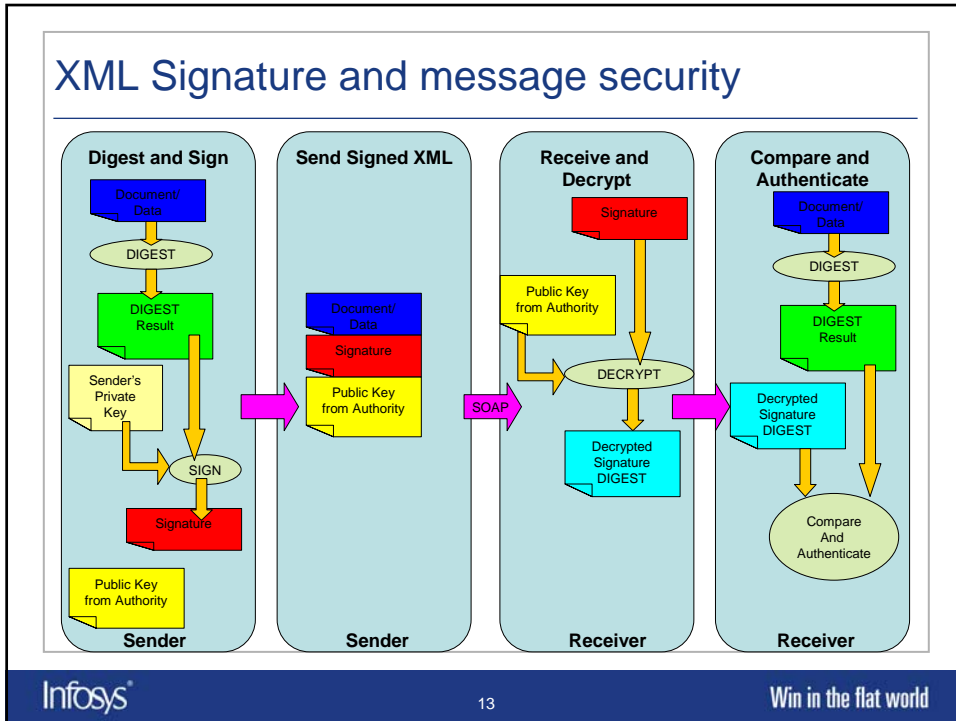 XML Signature and message security
Digest and Sign
Document/
Data
DIGEST
DIGEST
Result
Sender's
Private
Key
SIGN
Signature
Public Key
from Authority
Sender
Send Signed XML
Document/
Data
Signature
Public Key
from Authority
Sender
SOAP
Receive and
Decrypt
Signature
Public Key
from Authority
DECRYPT
Decrypted
Signature
DIGEST
Receiver
Compare and
Authenticate
Document/
Data
DIGEST
DIGEST
Result
Decrypted
Signature
DIGEST
Compare
And
Authenticate
Receiver
Infosys®
13
Win in the flat world